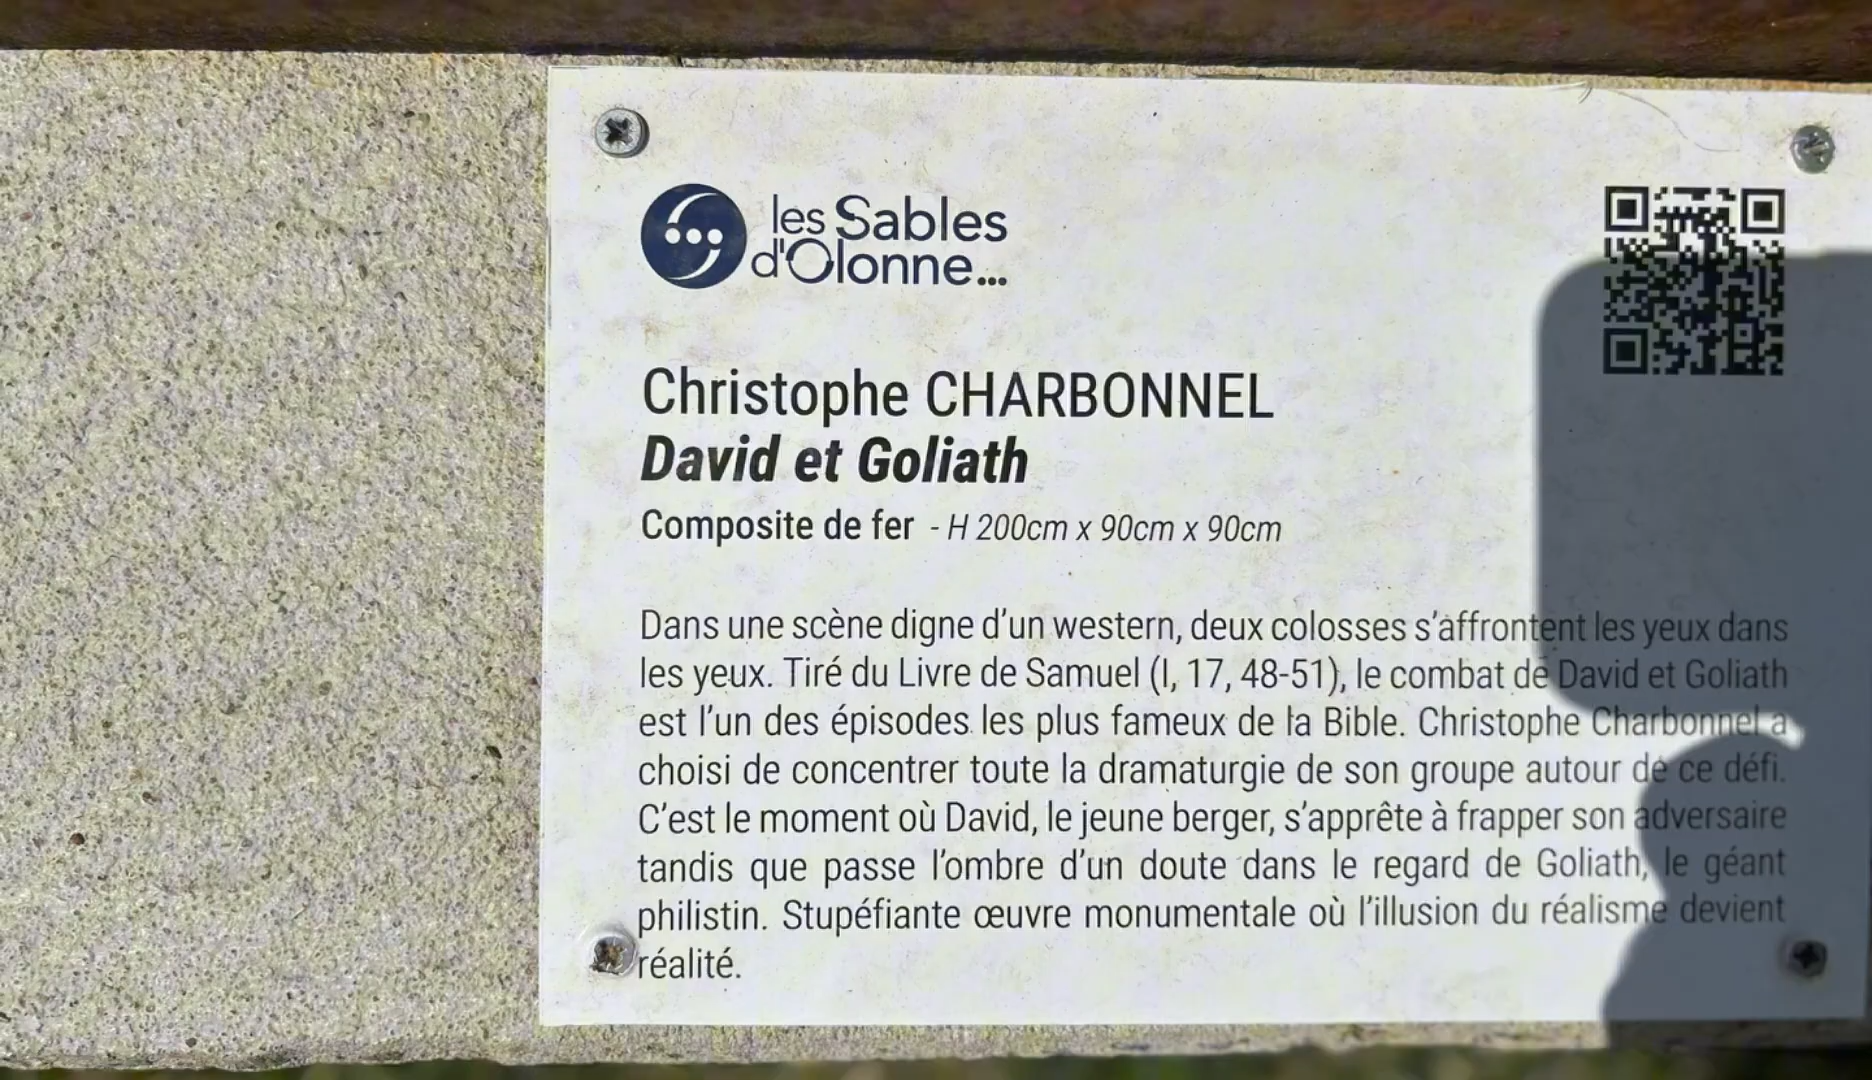 les Sables
d'Olonne...
Christophe CHARBONNEL
David et Goliath
Composite de fer - H 200cm x 90cm x 90cm
Dans une scène digne d’un western, deux colosses s’affrontent les yeux dans
les yeux. Tiré du Livre de Samuel (I, 17, 48-51), le combat de David et Goliath
est l’un des épisodes les plus fameux de la Bible. Christophe Charbonnel a
choisi de concentrer toute la dramaturgie de son groupe autour de ce défi.
C’est le moment où David, le jeune berger, s’apprête à frapper son adversaire
tandis que passe l’ombre d’un doute dans le regard de Goliath, le géant
philistin. Stupéfiante œuvre monumentale où l’illusion du réalisme devient
réalité.